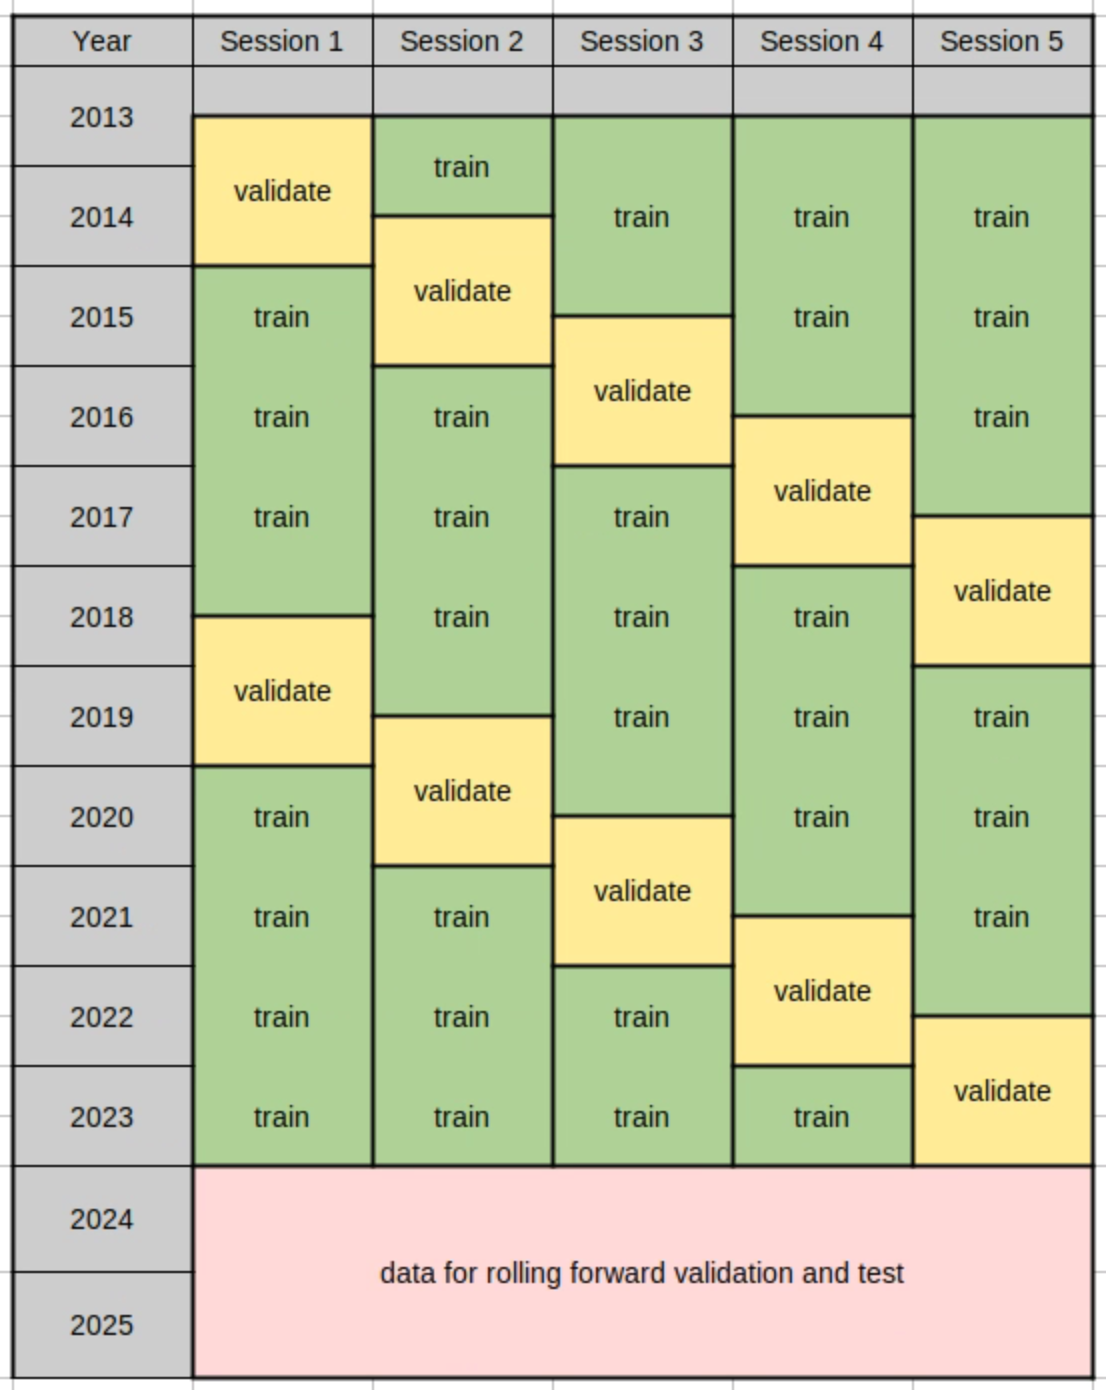 Year Session 1 Session 2 Session 3 Session 4 Session 5
2013
train
validate
2014 train train train
validate
2015 train train train
validate
2016 train train train
validate
2017 train train train
validate
2018 train train train train
validate
2019 train train train
validate
2020 train train train
validate
2021 train train train
validate
2022 train train train
validate
2023 train train train train
2024
data for rolling forward validation and test
2025